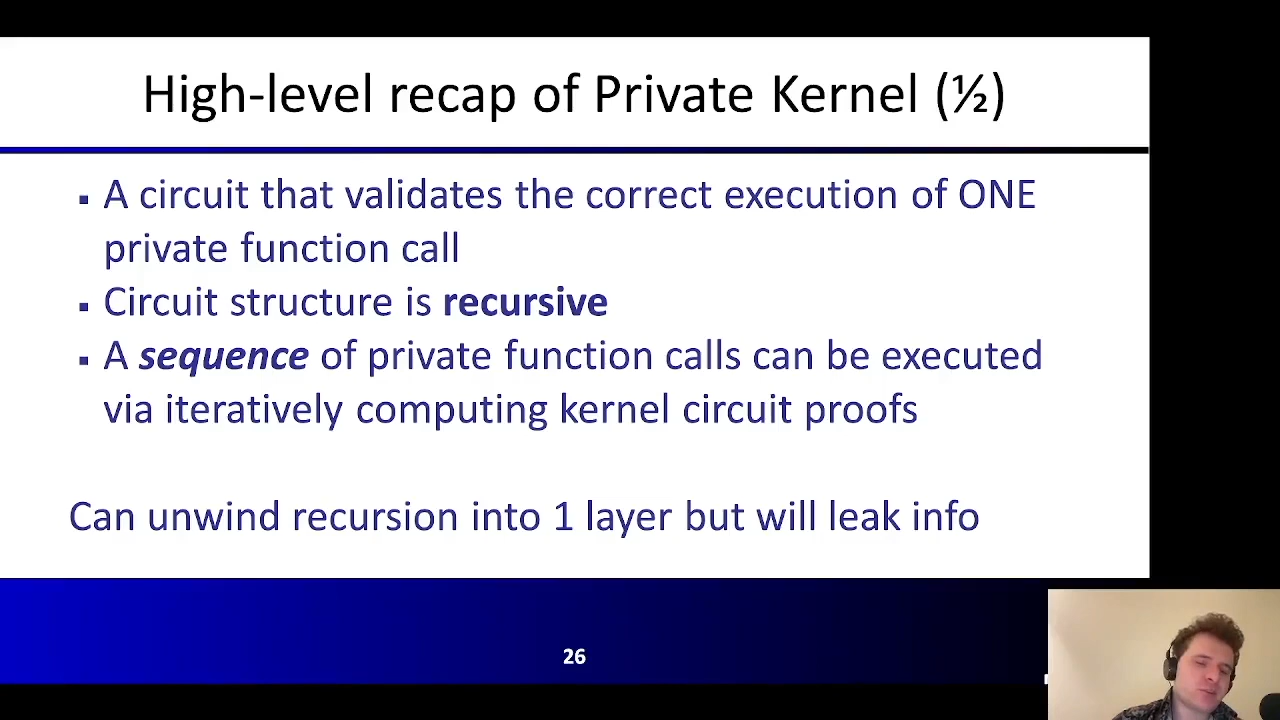 High-level recap of Private Kernel (½)
▪ A circuit that validates the correct execution of ONE
private function call
▪ Circuit structure is recursive
▪ A sequence of private function calls can be executed
via iteratively computing kernel circuit proofs
Can unwind recursion into 1 layer but will leak info
26